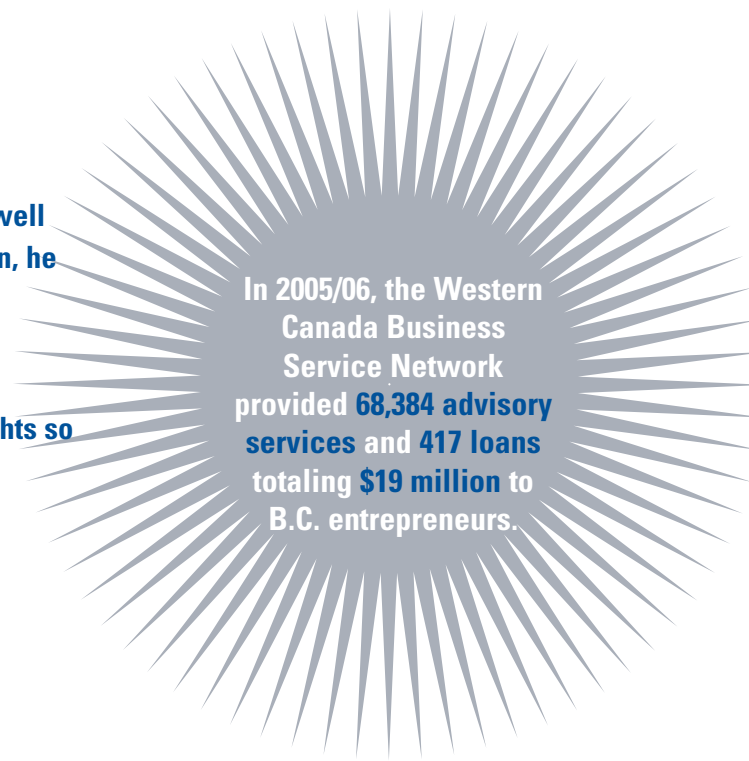 well
n, he
hts so
In 2005/06, the Western
Canada Business
Service Network
provided 68,384 advisory
services and 417 loans
totaling $19 million to
B.C. entrepreneurs.